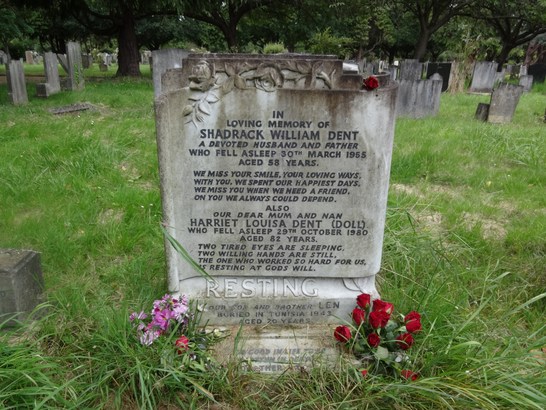 IN
LOVING MEMORY OF
SHADRACK WILLIAM DENT
A DEVOTED HUSBAND AND FATHER
WHO FELL ASLEEP 30TH MARCH 1955
AGED 58 YEARS.
WE MISS YOUR SMILE, YOUR LOVING WAYS,
WITH YOU, WE SPENT OUR HAPPIEST DAYS,
WE MISS YOU WHEN WE NEED A FRIEND,
ON YOU WE ALWAYS COULD DEPEND.
ALSO
OUR DEAR MUM AND NAN
HARRIET LOUISA DENT (DOLL)
WHO FELL ASLEEP 29TH OCTOBER 1980
AGED 82 YEARS.
TWO TIRED EYES ARE SLEEPING,
TWO WILLING HANDS ARE STILL,
THE ONE WHO WORKED SO HARD FOR US,
IS RESTING AT GODS WILL.
RESTING
OUR SON AND BROTHER LEN
BURIED IN TUNISIA 1943
AGED 20 YEARS